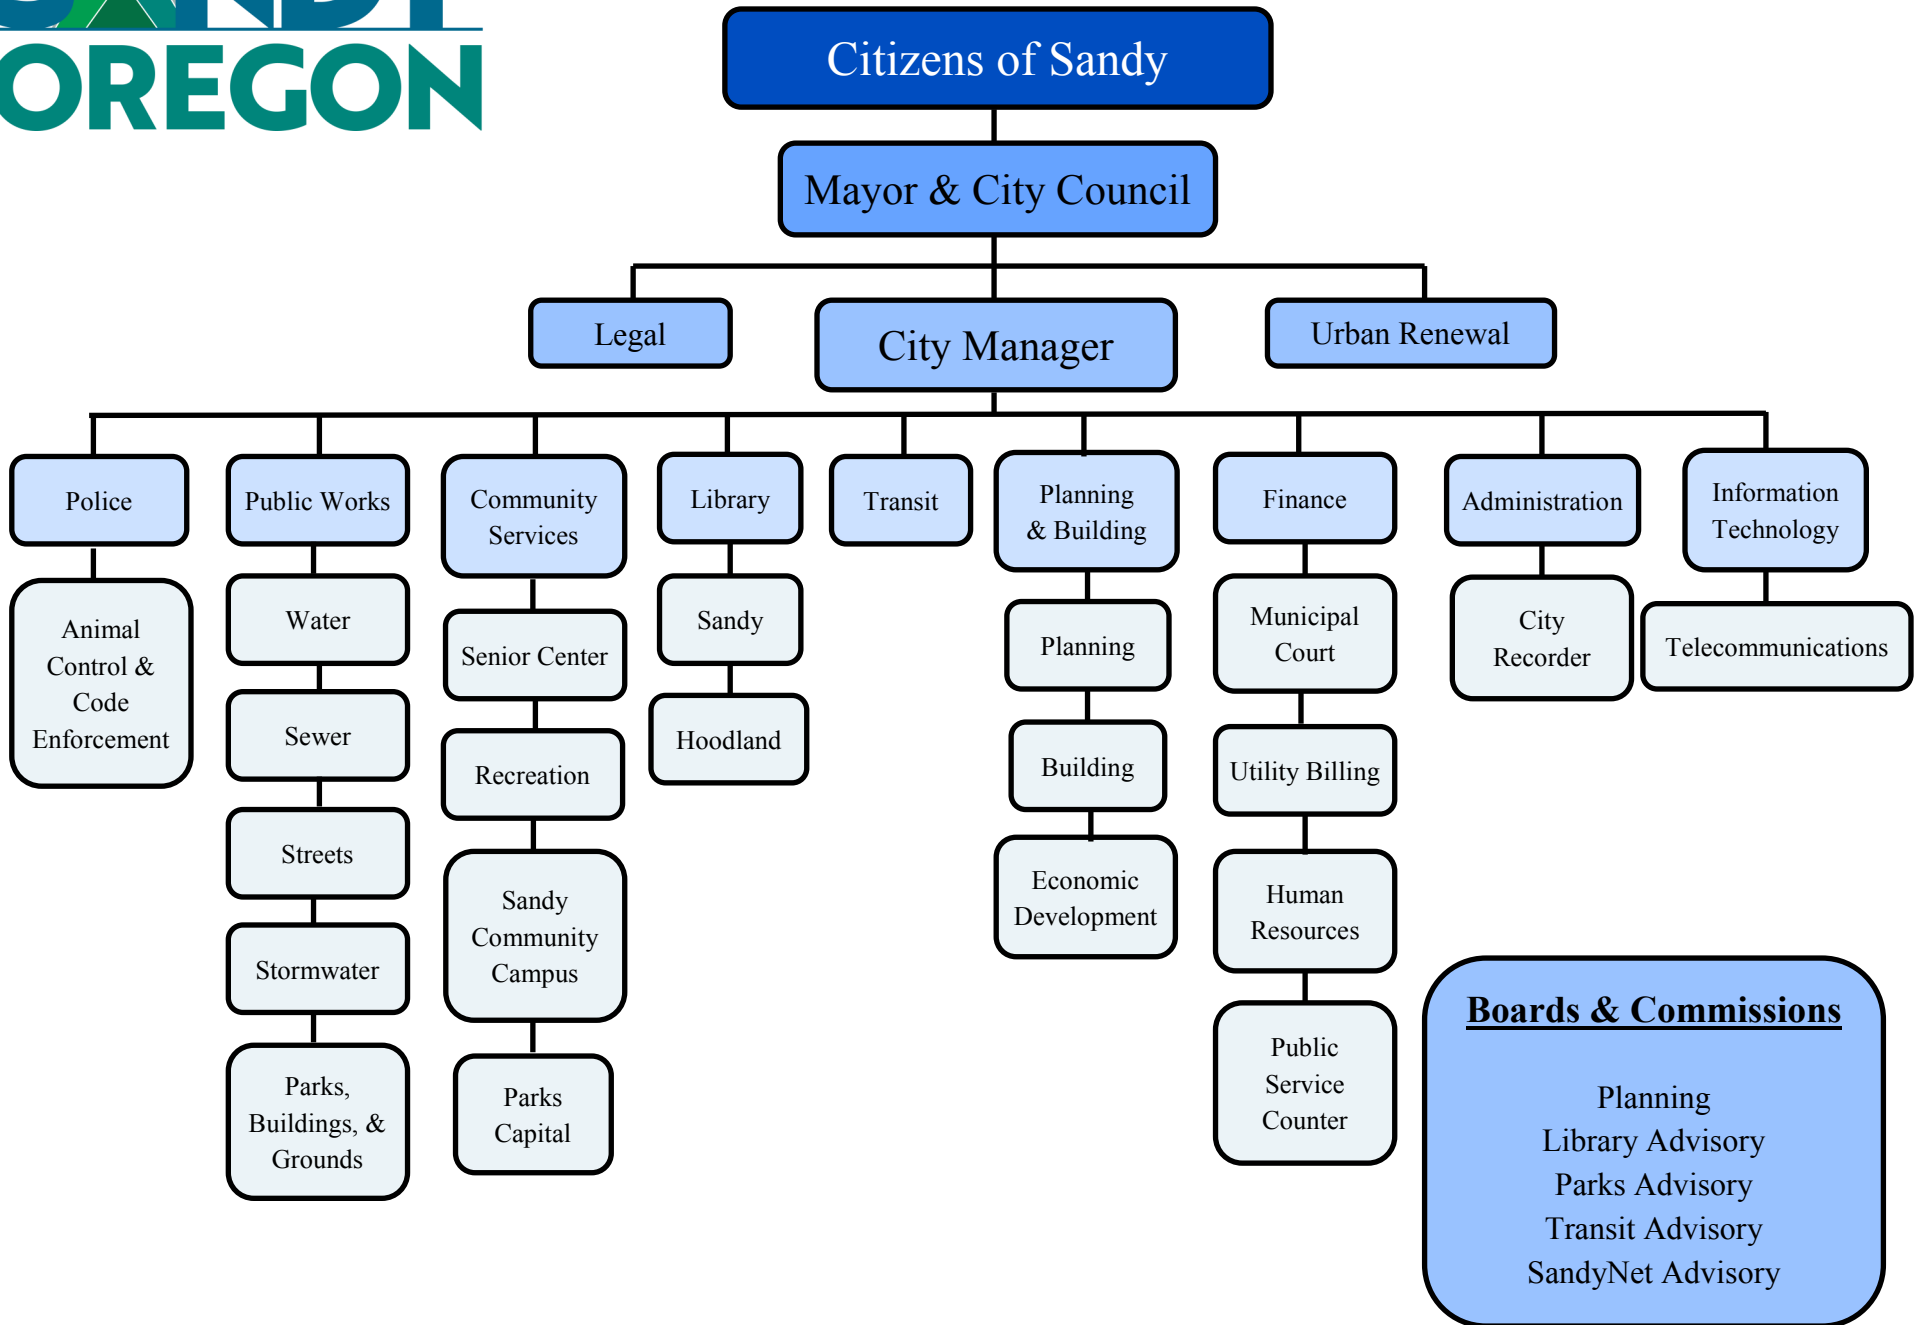 SANDY
OREGON
Citizens of Sandy
Mayor & City Council
Legal
City Manager
Urban Renewal
Police
Public Works
Community
Services
Library
Transit
Planning
& Building
Finance
Administration
Information
Technology
Animal
Control &
Code
Enforcement
Water
Sewer
Streets
Stormwater
Parks,
Buildings, &
Grounds
Senior Center
Recreation
Sandy
Community
Campus
Parks
Capital
Sandy
Hoodland
Planning
Building
Economic
Development
Municipal
Court
Utility Billing
Human
Resources
Public
Service
Counter
City
Recorder
Telecommunications
Boards & Commissions
Planning
Library Advisory
Parks Advisory
Transit Advisory
SandyNet Advisory